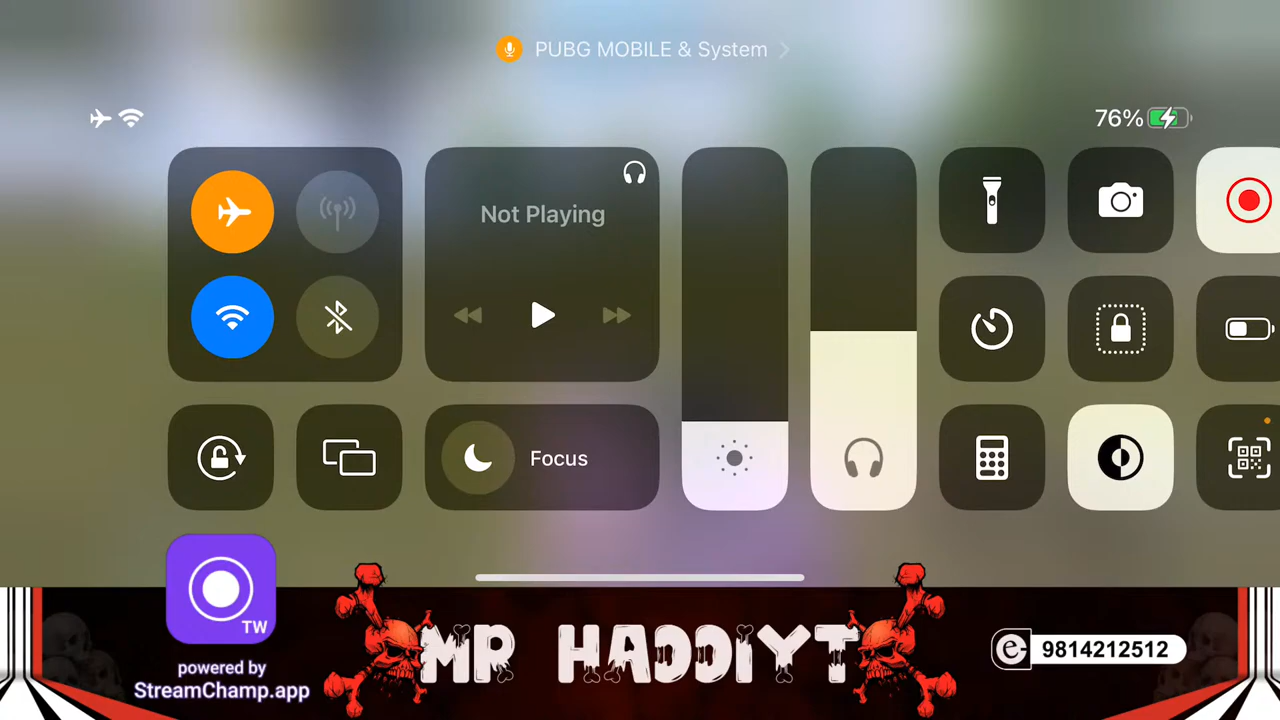 PUBG MOBILE & System
76%
Not Playing
Focus
TW
powered by
StreamChamp.app
MR HADDIYT
e
9814212512